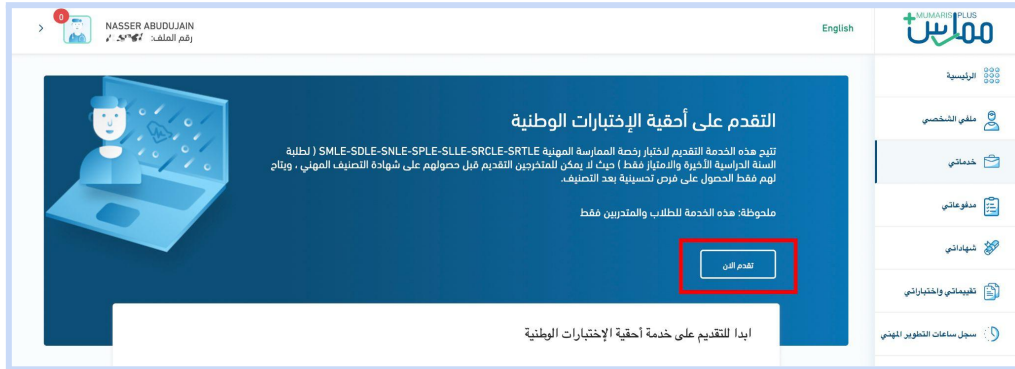 MUMARIS PLUS
ممارس
English
NASSER ABUDUJAIN
رقم الملف:
0
الرئيسية
ملفي الشخصي
خدماتي
مدفوعاتي
شهاداتي
تقييماتي واختباراتي
سجل ساعات التطوير المهني
التقدم على أحقية الإختبارات الوطنية
تتيح هذه الخدمة التقديم لاختبار رخصة الممارسة المهنية SMLE-SDLE-SNLE-SPLE-SLLE-SRCLE-SRTLE ( لطلبة
السنة الدراسية الأخيرة والامتياز فقط ) حيث لا يمكن للمتخرجين التقديم قبل حصولهم على شهادة التصنيف المهني ، ويتاح
لهم فقط الحصول على فرص تحسينية بعد التصنيف.
ملحوظة: هذه الخدمة للطلاب والمتدربين فقط
تقدم الان
ابدا للتقديم على خدمة أحقية الإختبارات الوطنية